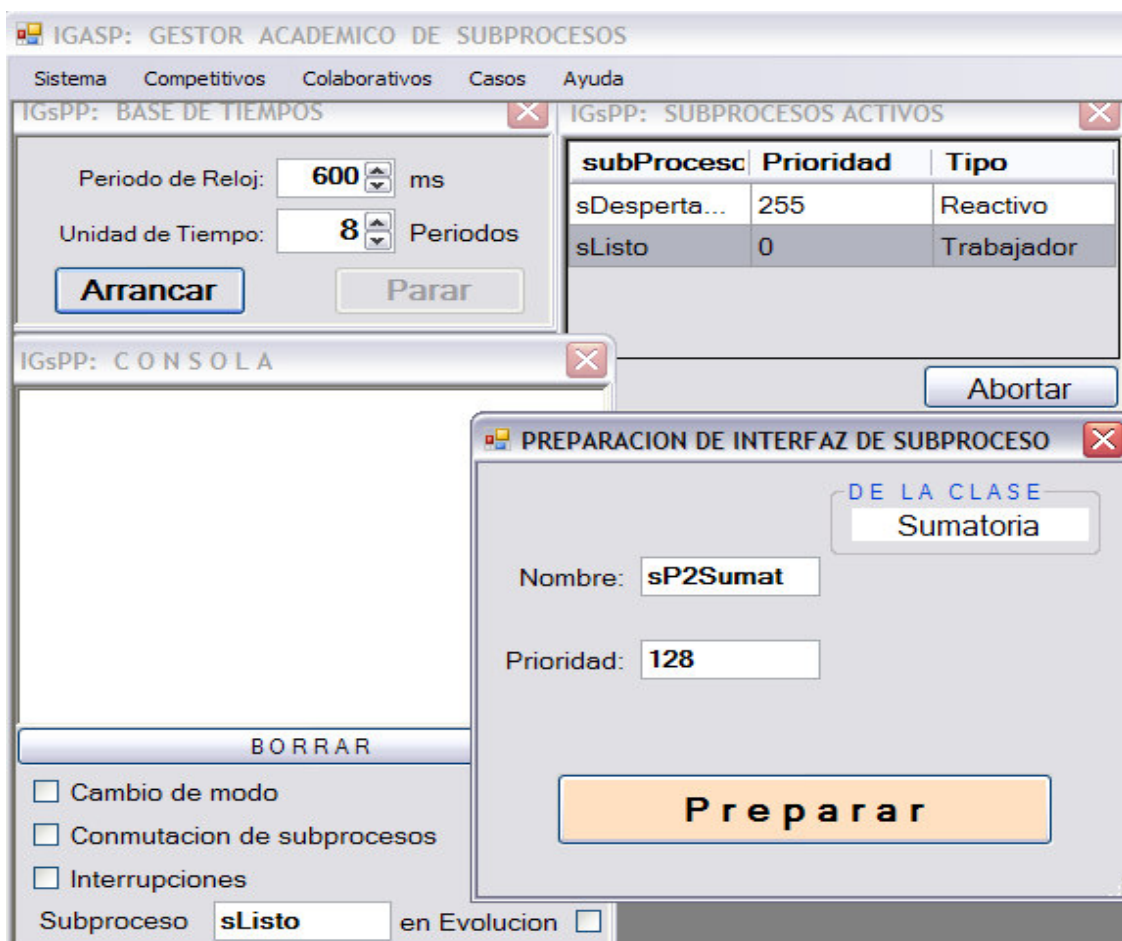 IGASP: GESTOR ACADEMICO DE SUBPROCESOS
Sistema Competitivos Colaborativos Casos Ayuda
IGsPP: BASE DE TIEMPOS
Periodo de Reloj: 600 ms
Unidad de Tiempo: 8 Periodos
Arrancar Parar
IGsPP: SUBPROCESOS ACTIVOS
subProceso Prioridad Tipo
sDesperta... 255 Reactivo
sListo 0 Trabajador
Abortar
IGsPP: C O N S O L A
B O R R A R
Cambio de modo
Conmutacion de subprocesos
Interrupciones
Subproceso sListo en Evolucion
PREPARACION DE INTERFAZ DE SUBPROCESO
DE LA CLASE
Sumatoria
Nombre: sP2Sumat
Prioridad: 128
P r e p a r a r